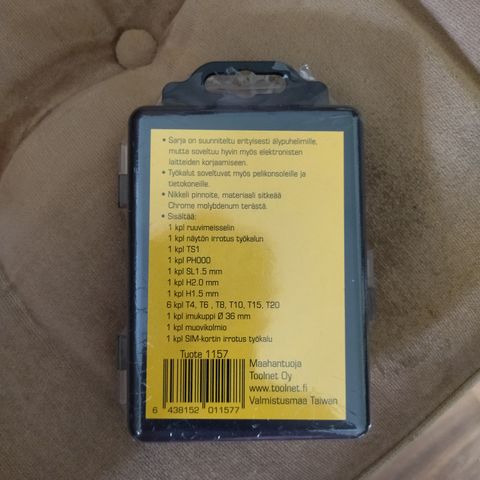 • Sarja on suunniteltu erityisesti älypuhelimille,
mutta soveltuu hyvin myös elektronisten
laitteiden korjaamiseen.
• Työkalut soveltuvat myös pelikonsoleille ja
tietokoneille.
• Nikkeli pinnoite, materiaali sitkeää
Chrome molybdenum terästä.
• Sisältää:
1 kpl ruuvimeisselin
1 kpl näytön irrotus työkalun
1 kpl TS1
1 kpl PH000
1 kpl SL1.5 mm
1 kpl H2.0 mm
1 kpl H1.5 mm
6 kpl T4, T6 , T8, T10, T15, T20
1 kpl imukuppi Ø 36 mm
1 kpl muovikolmio
1 kpl SIM-kortin irrotus työkalu
Tuote 1157
6 438152 011577
Maahantuoja
Toolnet Oy
www.toolnet.fi
Valmistusmaa Taiwan